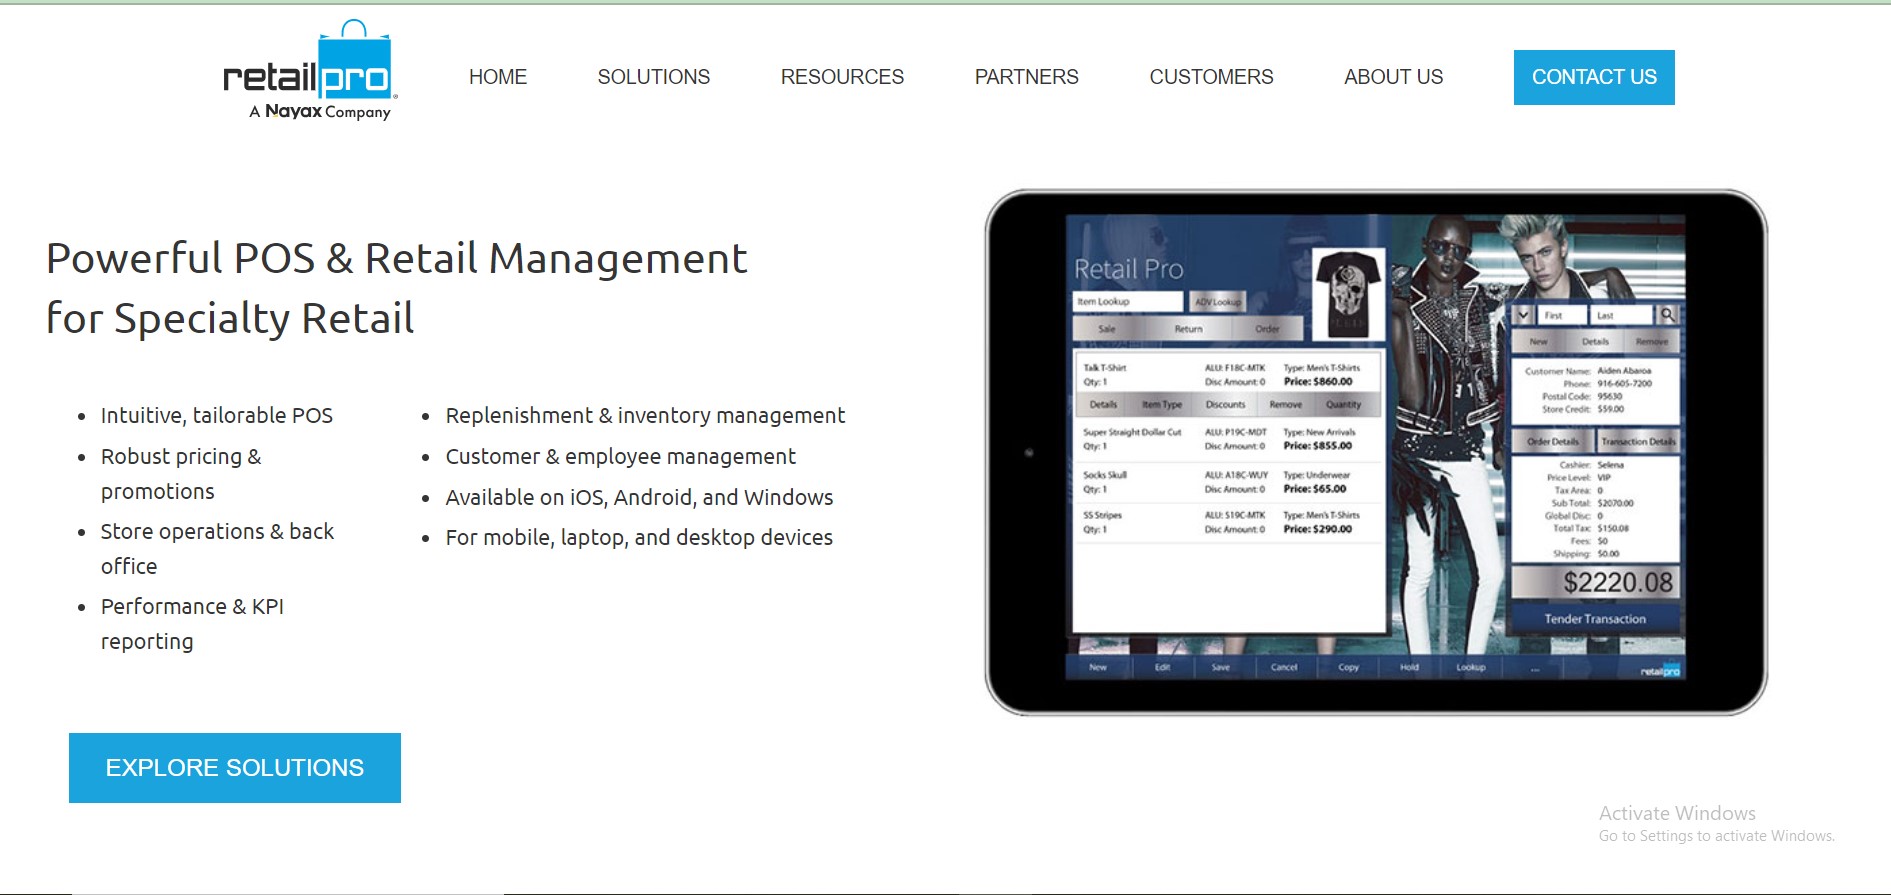 retailpro
A Nayax Company
HOME
SOLUTIONS
RESOURCES
PARTNERS
CUSTOMERS
ABOUT US
CONTACT US
Powerful POS & Retail Management
for Specialty Retail
Intuitive, tailorable POS
Robust pricing &
promotions
Store operations & back
office
Performance & KPI
reporting
Replenishment & inventory management
Customer & employee management
Available on iOS, Android, and Windows
For mobile, laptop, and desktop devices
EXPLORE SOLUTIONS
Retail Pro
Item Lookup
ADV Lookup
Sale Return Order
Talk T-Shirt ALU: F18C-MTK Type: Men's T-Shirts
Qty: 1 Disc Amount: 0 Price: $860.00
Details Item Type Discounts Remove Quantity
Super Straight Dollar Cut ALU: P19C-MDT Type: New Arrivals
Qty: 1 Disc Amount: 0 Price: $855.00
Socks Skull ALU: A18C-WUY Type: Underwear
Qty: 1 Disc Amount: 0 Price: $65.00
SS Stripes ALU: S19C-MTK Type: Men's T-Shirts
Qty: 1 Disc Amount: 0 Price: $290.00
First Last
New Details Remove
Customer Name: Aiden Abaroa
Phone: 916-605-7200
Postal Code: 95630
Store Credit: $59.00
Order Details Transaction Details
Cashier: Selena
Price Level: VIP
Tax Area: 0
Sub Total: $2070.00
Global Disc: 0
Total Tax: $150.08
Fees: $0
Shipping: $0.00
$2220.08
Tender Transaction
New Edit Save Cancel Copy Hold Lookup ...
retailpro
Activate Windows
Go to Settings to activate Windows.